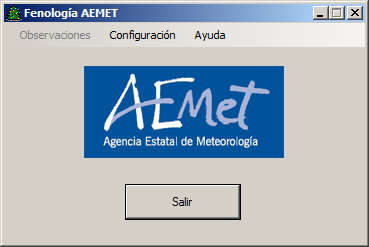 Fenología AEMET
Observaciones Configuración Ayuda
AEMet
Agencia Estatal de Meteorología
Salir